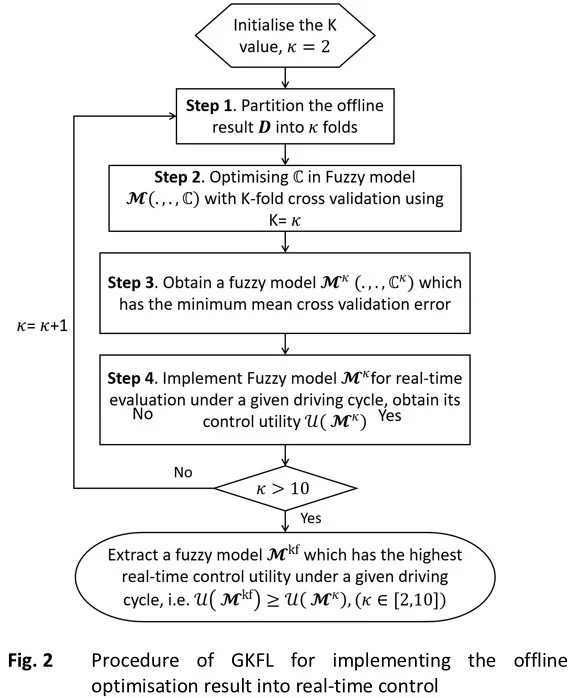 Initialise the K
value, 𝜅 = 2
Step 1. Partition the offline
result 𝑫 into 𝜅 folds
Step 2. Optimising ℂ in Fuzzy model
𝓜(. , . , ℂ) with K-fold cross validation using
K= 𝜅
Step 3. Obtain a fuzzy model 𝓜^𝜅 (. , . , ℂ^𝜅) which
has the minimum mean cross validation error
𝜅= 𝜅+1
Step 4. Implement Fuzzy model 𝓜^𝜅for real-time
evaluation under a given driving cycle, obtain its
No control utility 𝒰( 𝓜^𝜅) Yes
No
𝜅 > 10
Yes
Extract a fuzzy model 𝓜^kf which has the highest
real-time control utility under a given driving
cycle, i.e. 𝒰( 𝓜^kf) ≥ 𝒰( 𝓜^𝜅), (𝜅 ∈ [2,10])
Fig. 2 Procedure of GKFL for implementing the offline
optimisation result into real-time control